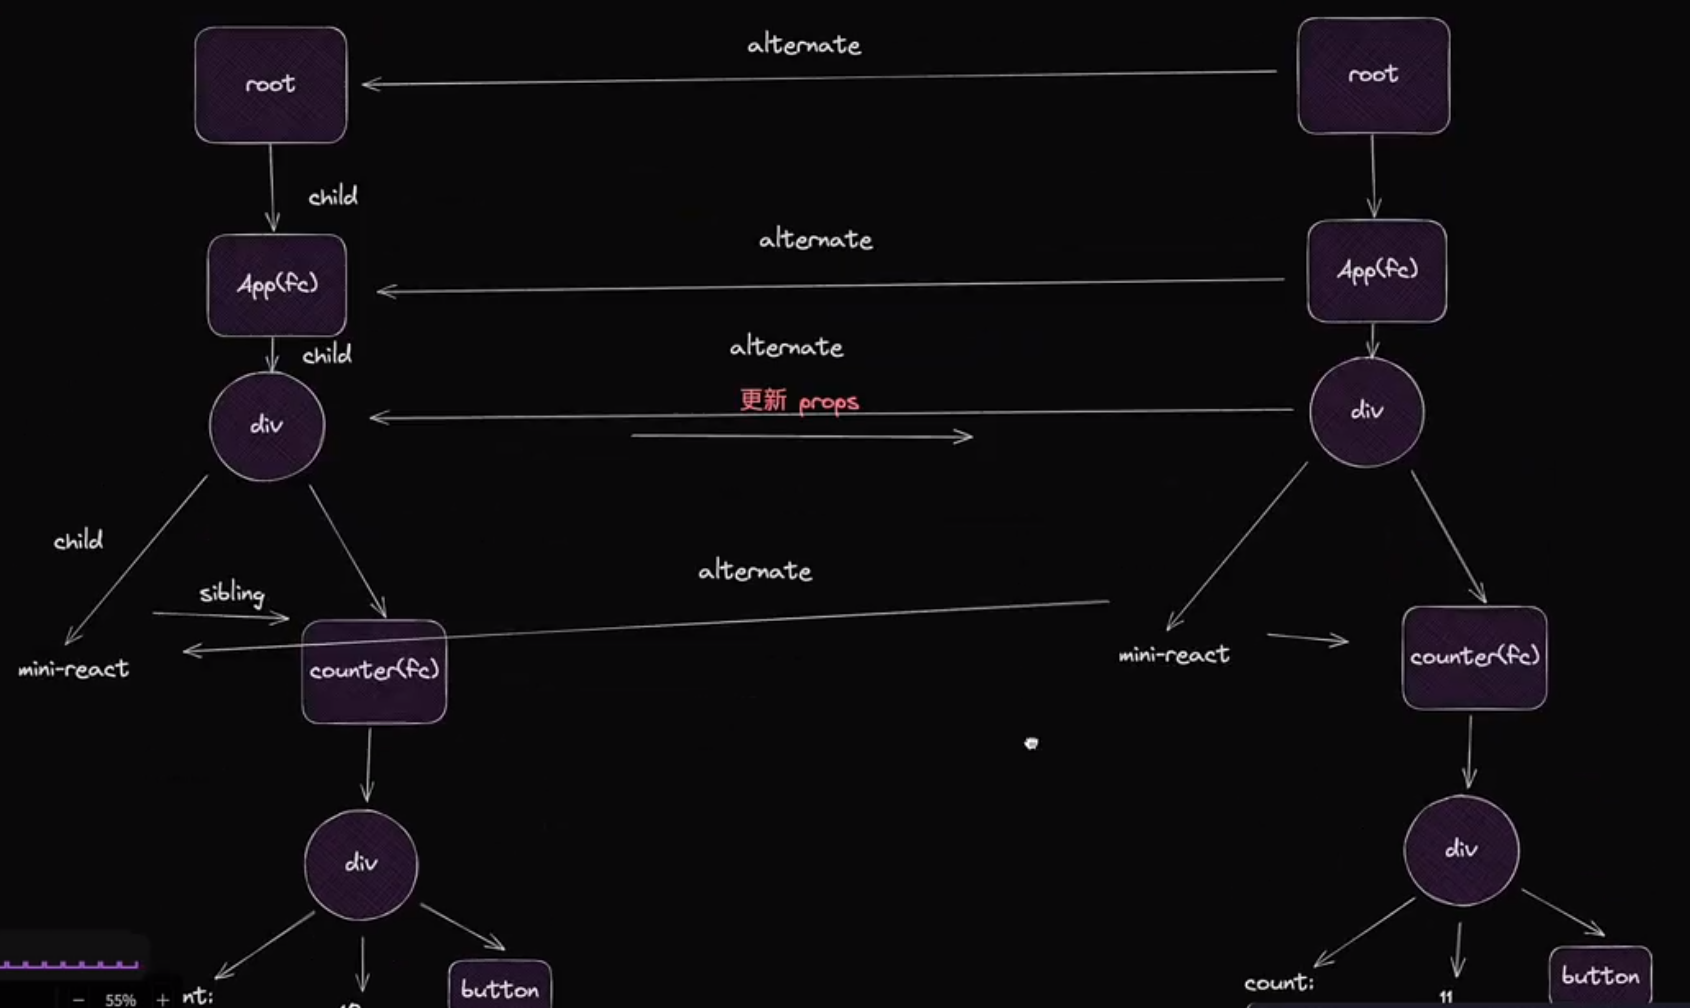 alternate
root
root
child
alternate
App(fc)
App(fc)
child
alternate
更新 props
div
div
child
alternate
sibling
mini-react
counter(fc)
mini-react
counter(fc)
div
div
button
count:
11
button
55%
nt: